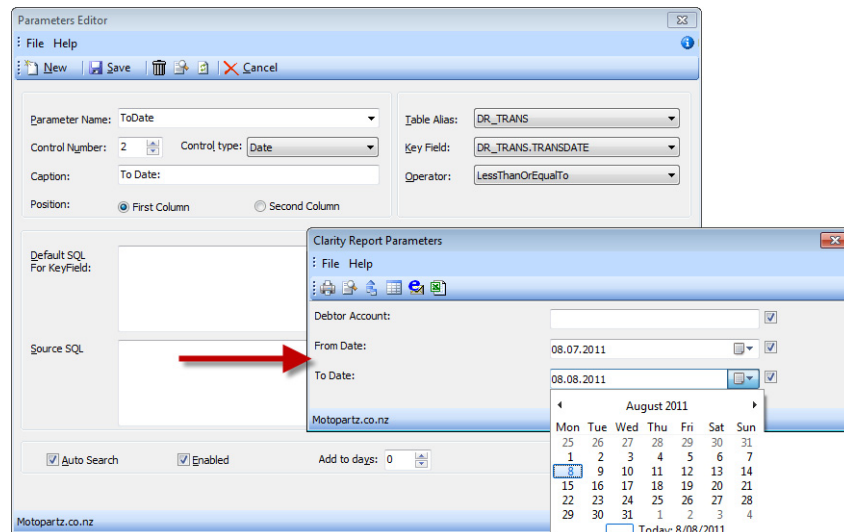 Parameters Editor
File Help
New Save Cancel
Parameter Name: ToDate
Control Number: 2 Control type: Date
Caption: To Date:
Position: First Column Second Column
Table Alias: DR_TRANS
Key Field: DR_TRANS.TRANSDATE
Operator: LessThanOrEqualTo
Default SQL
For KeyField:
Source SQL
Auto Search Enabled Add to days: 0
Motopartz.co.nz
Clarity Report Parameters
File Help
Debtor Account:
From Date: 08.07.2011
To Date: 08.08.2011
Motopartz.co.nz
August 2011
Mon Tue Wed Thu Fri Sat Sun
25 26 27 28 29 30 31
1 2 3 4 5 6 7
8 9 10 11 12 13 14
15 16 17 18 19 20 21
22 23 24 25 26 27 28
29 30 31 1 2 3 4
Today: 8/08/2011